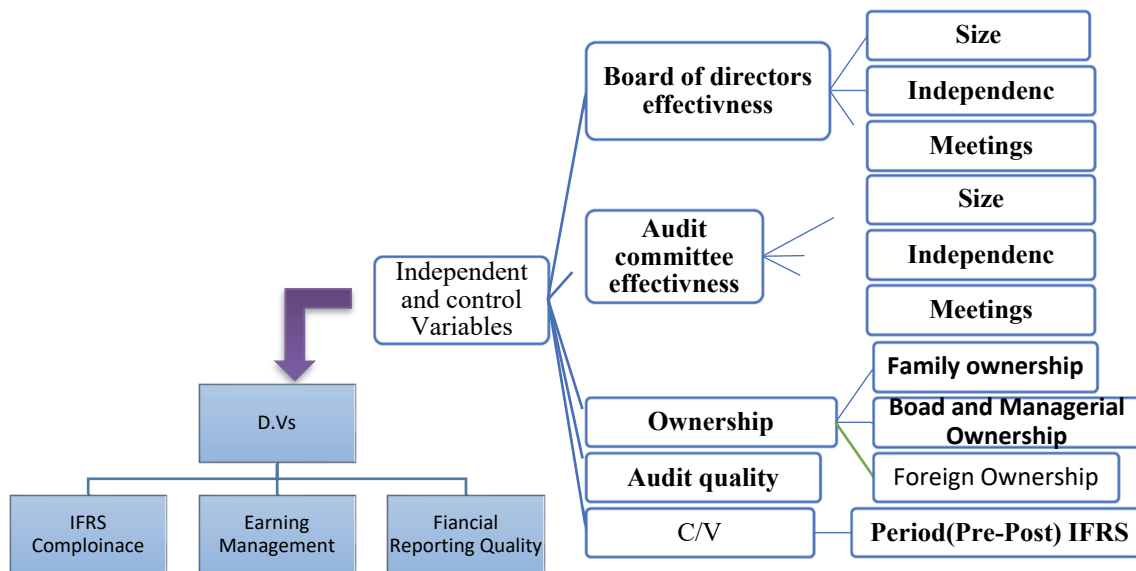 Size
Board of directors
effectivness
Independenc
Meetings
Size
Audit
committee
effectivness
Independenc
Meetings
Independent
and control
Variables
Family ownership
Ownership
Boad and Managerial
Ownership
Foreign Ownership
Audit quality
C/V
Period(Pre-Post) IFRS
D.Vs
IFRS
Comploinace
Earning
Management
Fiancial
Reporting Quality